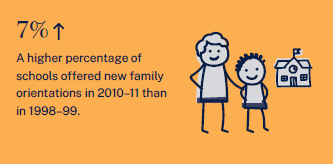 7% ↑
A higher percentage of
schools offered new family
orientations in 2010–11 than
in 1998–99.